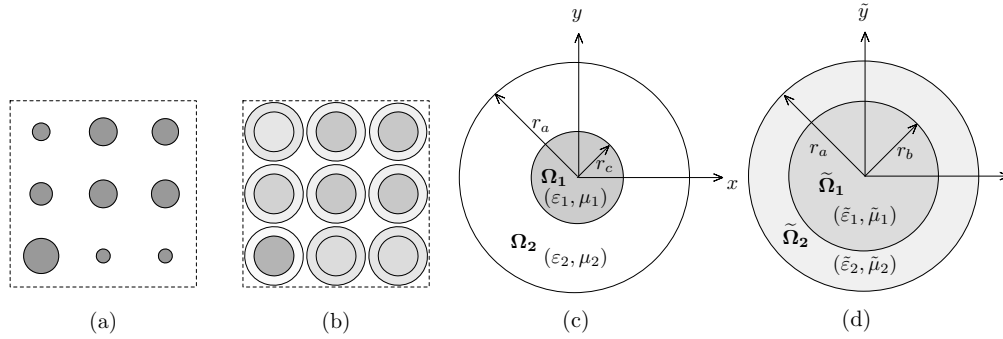 y
r_a
r_c
Ω₁
(ε₁, μ₁)
x
Ω₂ (ε₂, μ₂)
ỹ
r_a
r_b
Ω̃₁
(ε̃₁, μ̃₁)
Ω̃₂
(ε̃₂, μ̃₂)
(a)
(b)
(c)
(d)